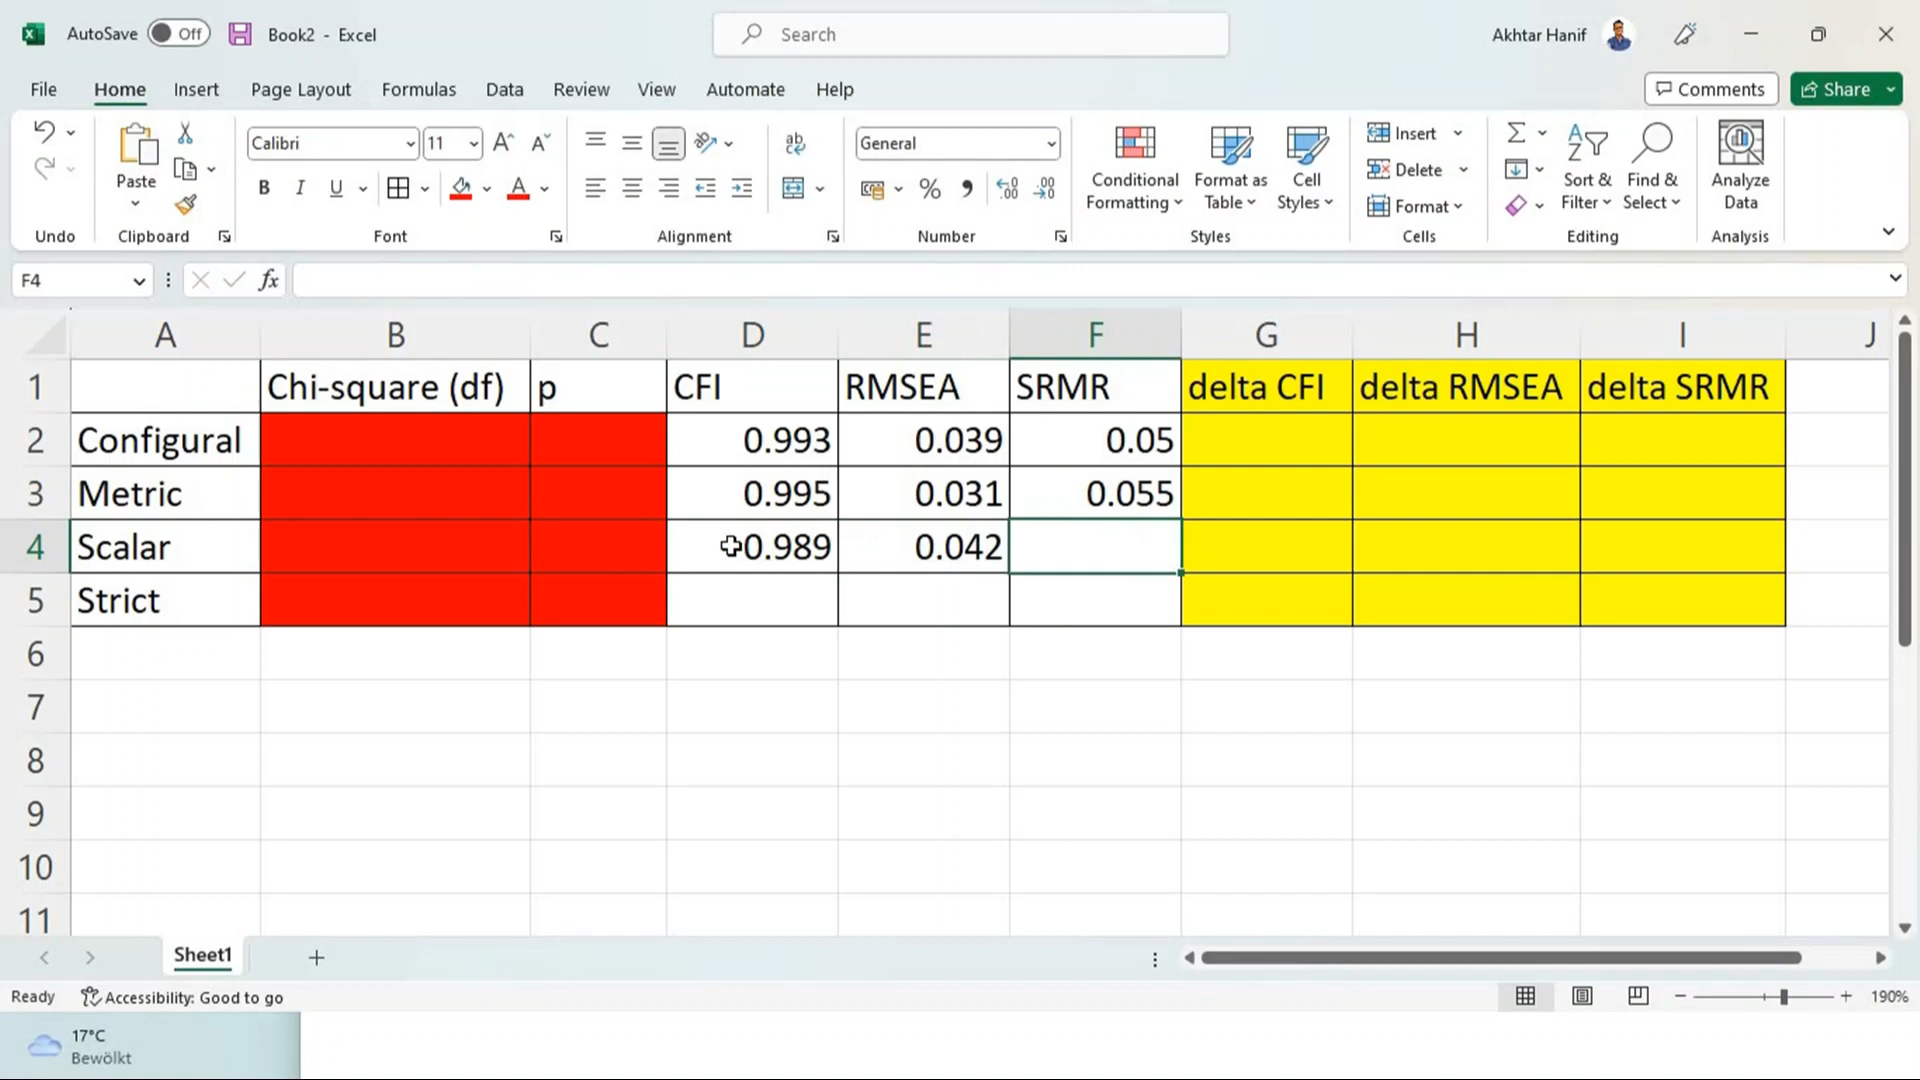 AutoSave Off Book2 - Excel Search Akhtar Hanif
File Home Insert Page Layout Formulas Data Review View Automate Help Comments Share
Calibri 11 General Insert
Paste Conditional Formatting Format as Table Cell Styles Delete Sort & Filter Find & Select Analyze Data
B I U A % Format
Undo Clipboard Font Alignment Number Styles Cells Editing Analysis
F4 fx
A B C D E F G H I J
1 Chi-square (df) p CFI RMSEA SRMR delta CFI delta RMSEA delta SRMR
2 Configural 0.993 0.039 0.05
3 Metric 0.995 0.031 0.055
4 Scalar 0.989 0.042
5 Strict
6
7
8
9
10
11
Sheet1
Ready Accessibility: Good to go 190%
17°C
Bewölkt